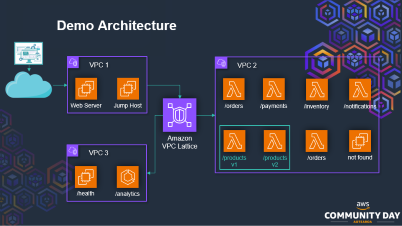 Demo Architecture
VPC 1
Web Server
Jump Host
Amazon
VPC Lattice
VPC 2
/orders
/payments
/inventory
/notifications
/products
v1
/products
v2
/orders
not found
VPC 3
/health
/analytics
aws
COMMUNITY DAY